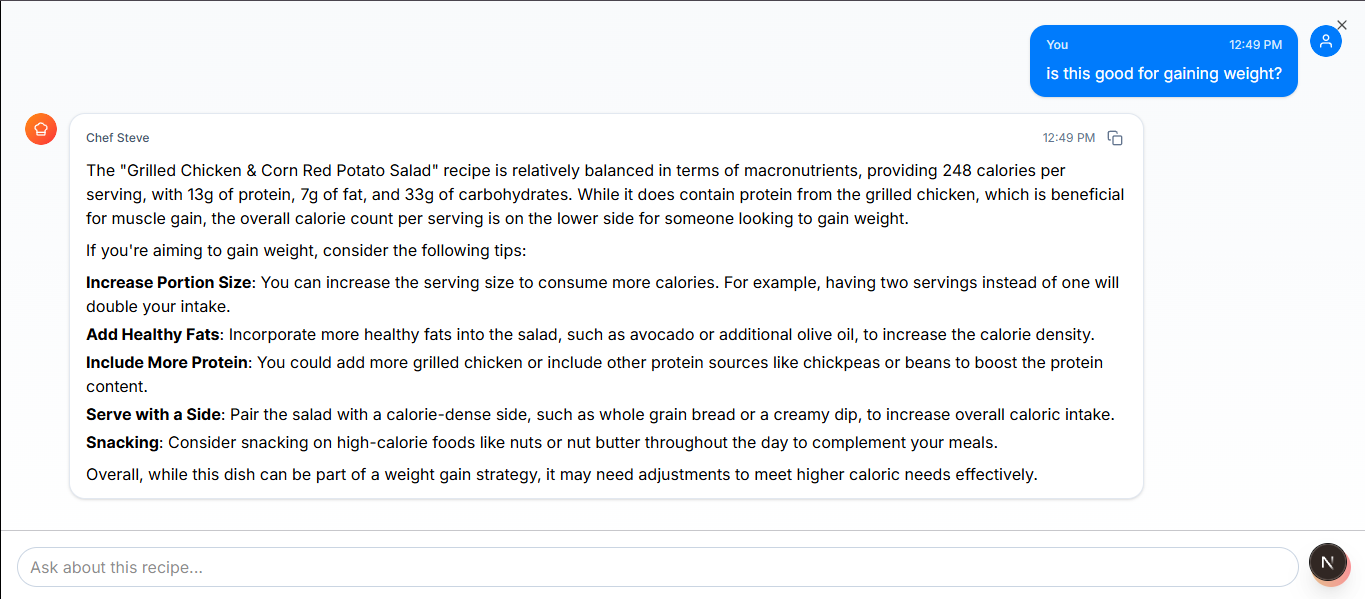 You 12:49 PM
is this good for gaining weight?
Chef Steve 12:49 PM
The "Grilled Chicken & Corn Red Potato Salad" recipe is relatively balanced in terms of macronutrients, providing 248 calories per
serving, with 13g of protein, 7g of fat, and 33g of carbohydrates. While it does contain protein from the grilled chicken, which is beneficial
for muscle gain, the overall calorie count per serving is on the lower side for someone looking to gain weight.
If you're aiming to gain weight, consider the following tips:
Increase Portion Size: You can increase the serving size to consume more calories. For example, having two servings instead of one will
double your intake.
Add Healthy Fats: Incorporate more healthy fats into the salad, such as avocado or additional olive oil, to increase the calorie density.
Include More Protein: You could add more grilled chicken or include other protein sources like chickpeas or beans to boost the protein
content.
Serve with a Side: Pair the salad with a calorie-dense side, such as whole grain bread or a creamy dip, to increase overall caloric intake.
Snacking: Consider snacking on high-calorie foods like nuts or nut butter throughout the day to complement your meals.
Overall, while this dish can be part of a weight gain strategy, it may need adjustments to meet higher caloric needs effectively.
Ask about this recipe...
N